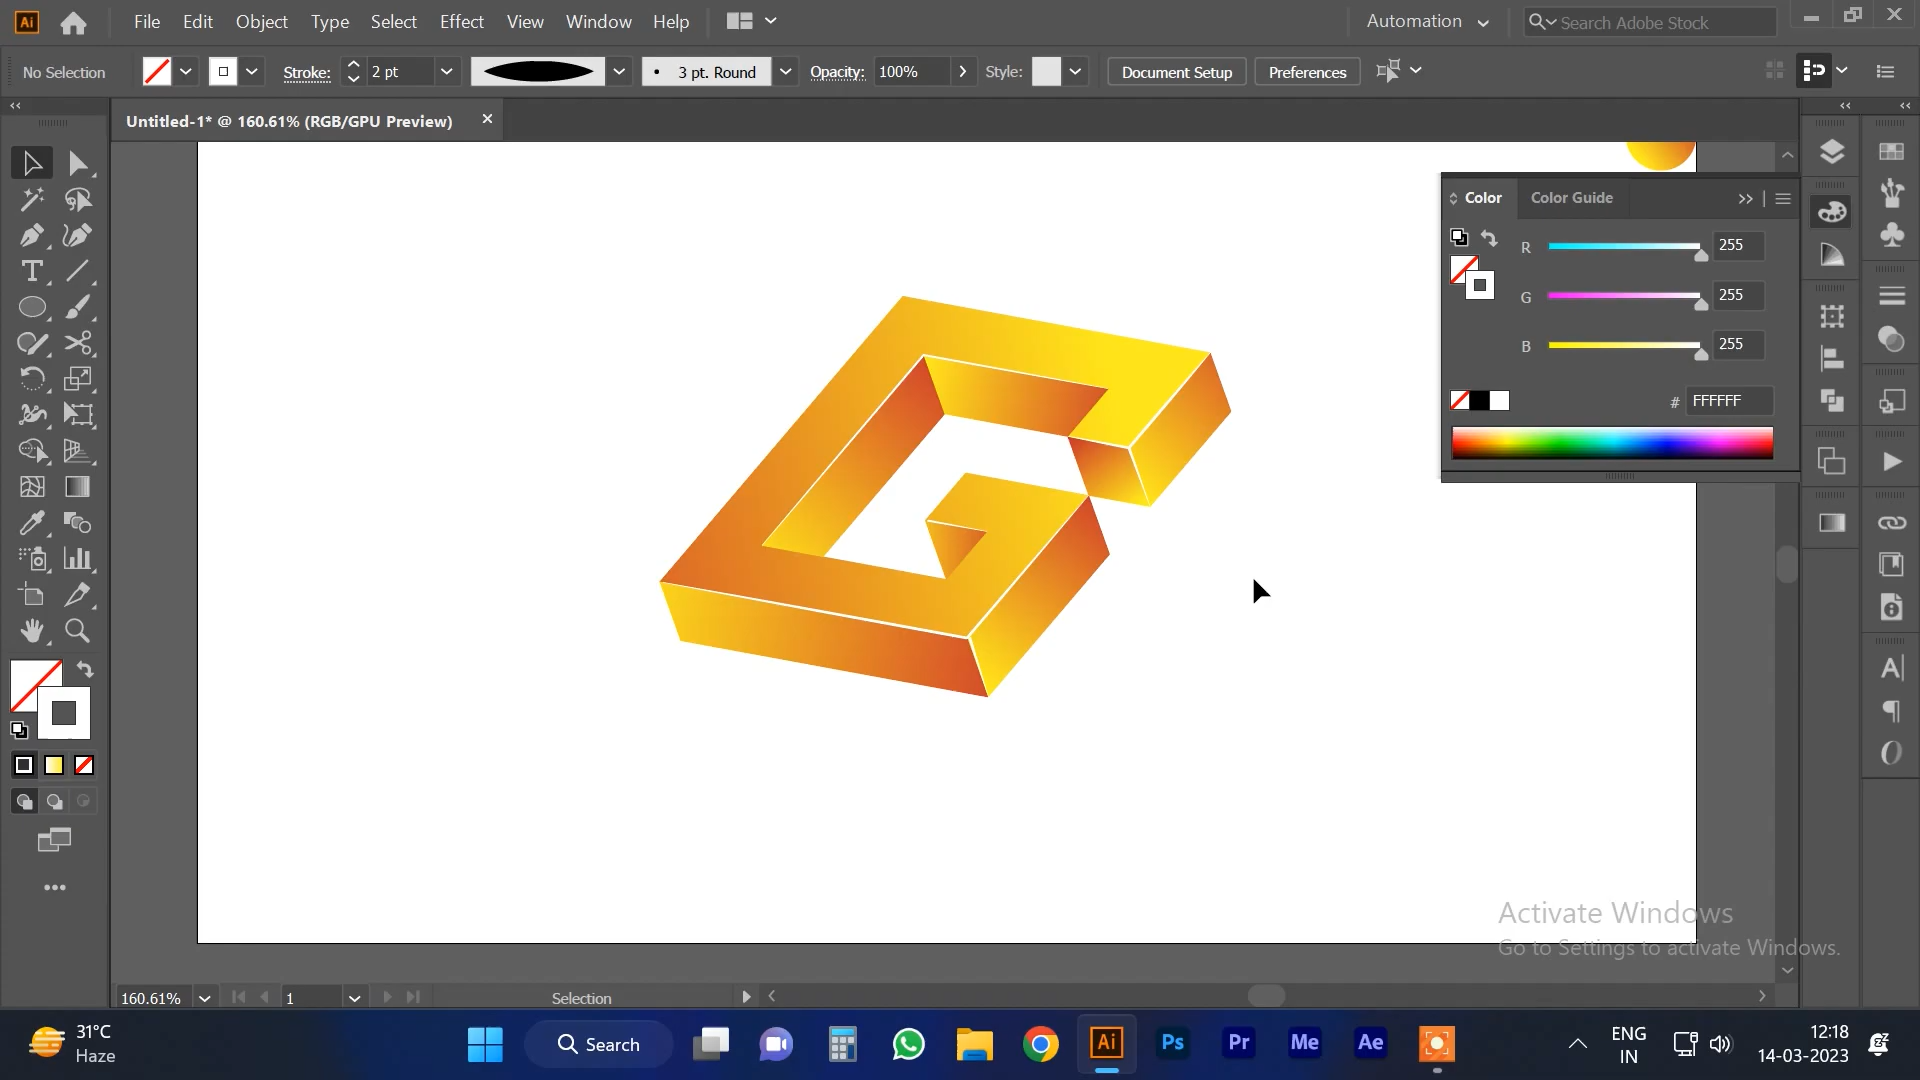 File Edit Object Type Select Effect View Window Help Automation Search Adobe Stock
No Selection Stroke: 2 pt 3 pt. Round Opacity: 100% Style: Document Setup Preferences
Untitled-1* @ 160.61% (RGB/GPU Preview)
Color Color Guide
R 255
G 255
B 255
# FFFFFF
Activate Windows
Go to Settings to activate Windows.
160.61% 1 Selection
31°C
Haze
Search
Ai Ps Pr Me Ae
ENG
IN
12:18
14-03-2023